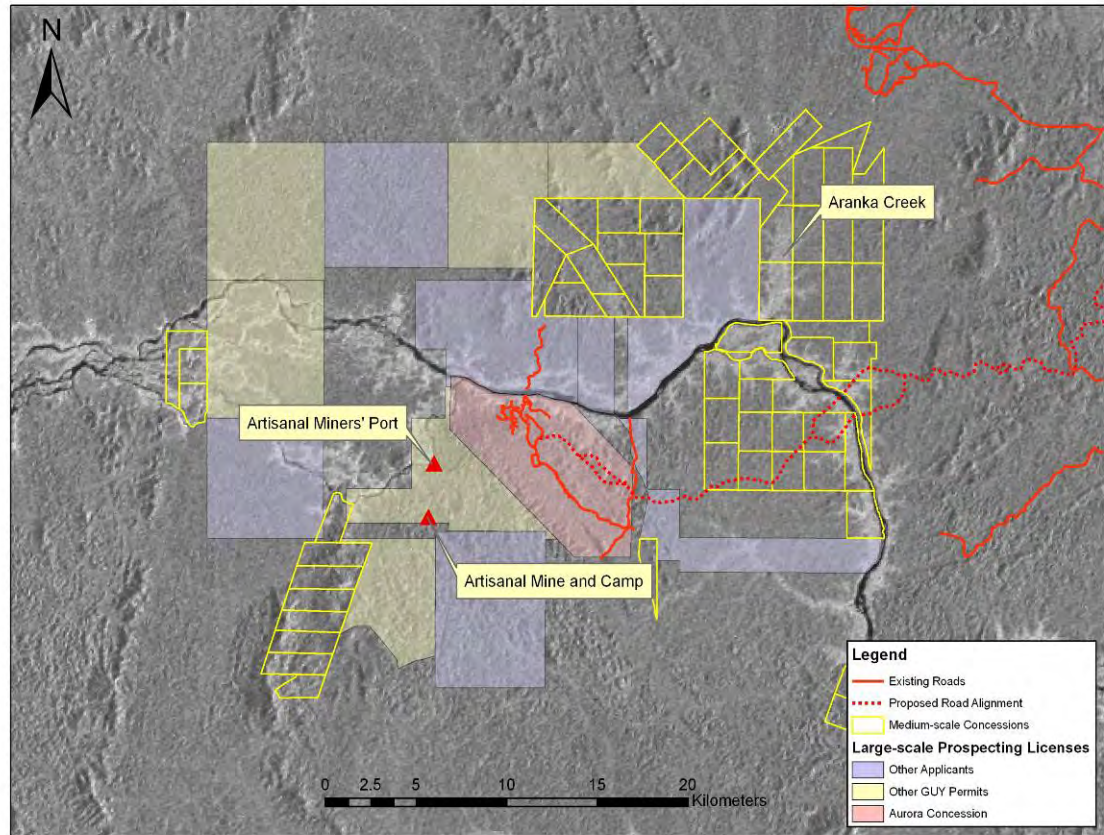 N
Aranka Creek
Artisanal Miners' Port
Artisanal Mine and Camp
Legend
Existing Roads
Proposed Road Alignment
Medium-scale Concessions
Large-scale Prospecting Licenses
Other Applicants
Other GUY Permits
Aurora Concession
0 2.5 5 10 15 20
Kilometers